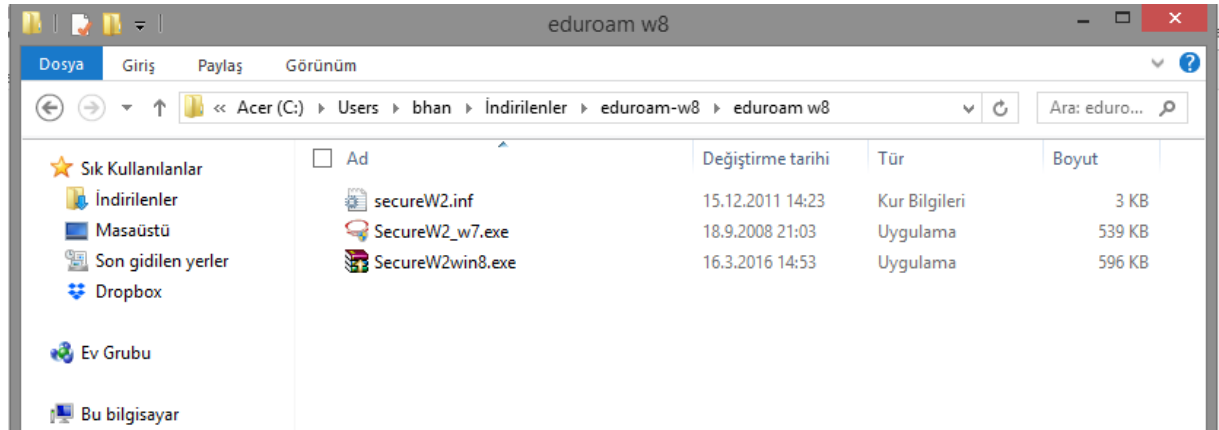 eduroam w8
Dosya Giriş Paylaş Görünüm
« Acer (C:) Users bhan İndirilenler eduroam-w8 eduroam w8 Ara: eduro...
Sık Kullanılanlar
İndirilenler
Masaüstü
Son gidilen yerler
Dropbox
Ev Grubu
Bu bilgisayar
Ad Değiştirme tarihi Tür Boyut
secureW2.inf 15.12.2011 14:23 Kur Bilgileri 3 KB
SecureW2_w7.exe 18.9.2008 21:03 Uygulama 539 KB
SecureW2win8.exe 16.3.2016 14:53 Uygulama 596 KB